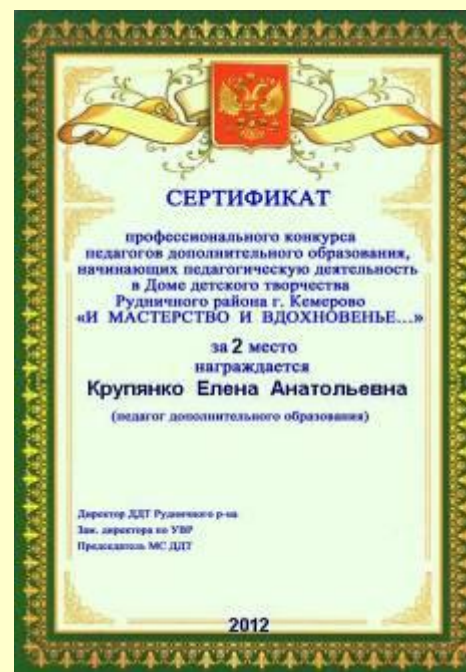 СЕРТИФИКАТ
профессионального конкурса
педагогов дополнительного образования,
начинающих педагогическую деятельность
в Доме детского творчества
Рудничного района г. Кемерово
«И МАСТЕРСТВО И ВДОХНОВЕНЬЕ...»
за 2 место
награждается
Крупянко Елена Анатольевна
(педагог дополнительного образования)
Директор ДДТ Рудничного р-на
Зам. директора по УВР
Председатель МС ДДТ
2012